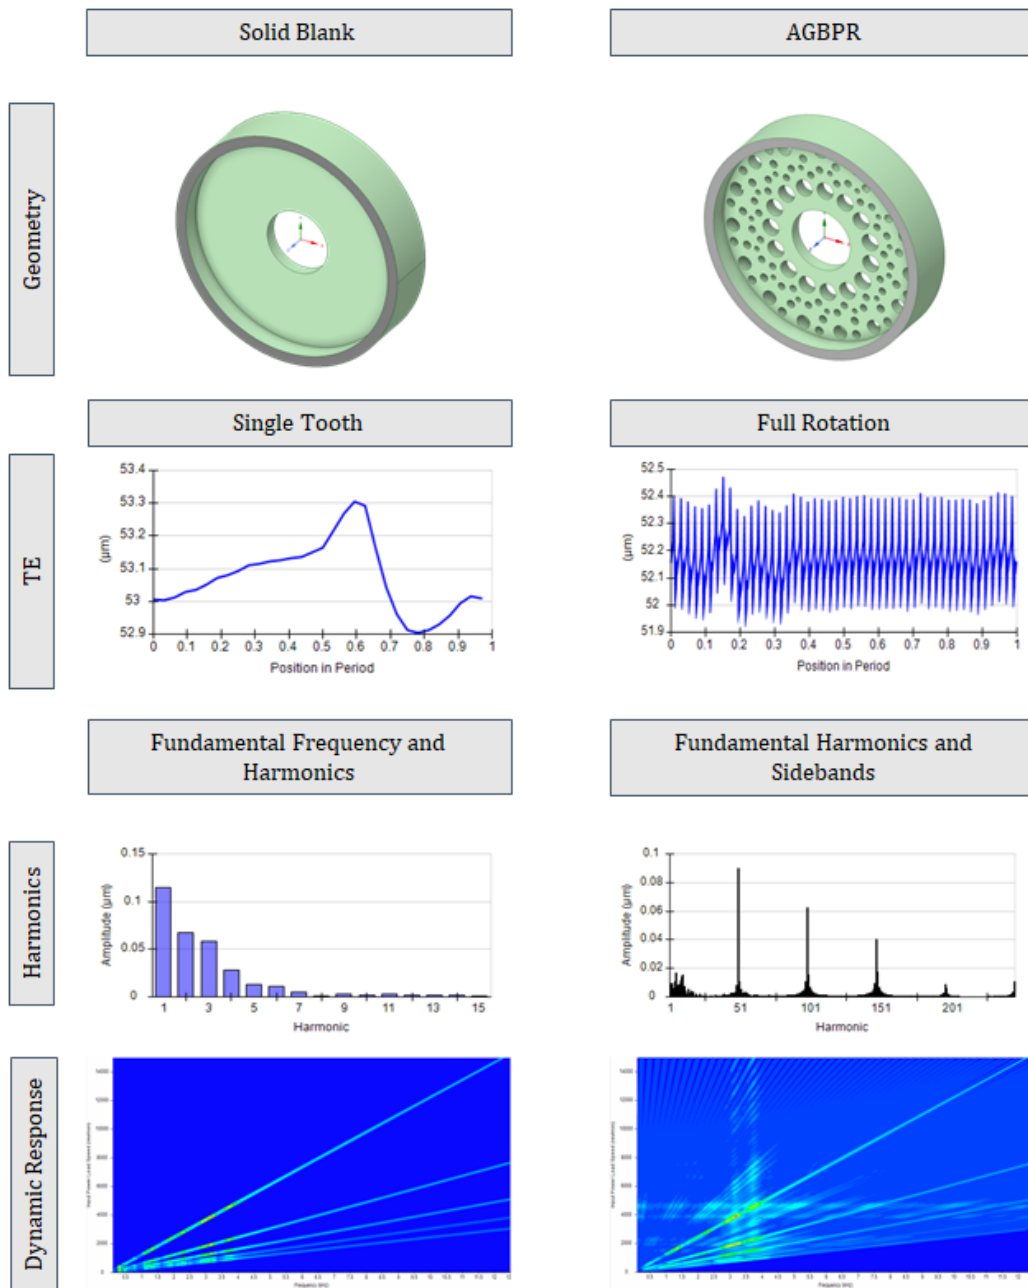 Solid Blank
AGBPR
Geometry
Single Tooth
Full Rotation
TE
53.4
53.3
53.2
53.1
53
52.9
(µm)
0 0.1 0.2 0.3 0.4 0.5 0.6 0.7 0.8 0.9 1
Position in Period
52.5
52.4
52.3
52.2
52.1
52
51.9
(µm)
0 0.1 0.2 0.3 0.4 0.5 0.6 0.7 0.8 0.9 1
Position in Period
Fundamental Frequency and
Harmonics
Fundamental Harmonics and
Sidebands
Harmonics
0.15
0.1
0.05
0
Amplitude (µm)
1 3 5 7 9 11 13 15
Harmonic
0.1
0.08
0.06
0.04
0.02
0
Amplitude (µm)
1 51 101 151 201
Harmonic
Dynamic Response
Frequency (kHz)
Frequency (kHz)